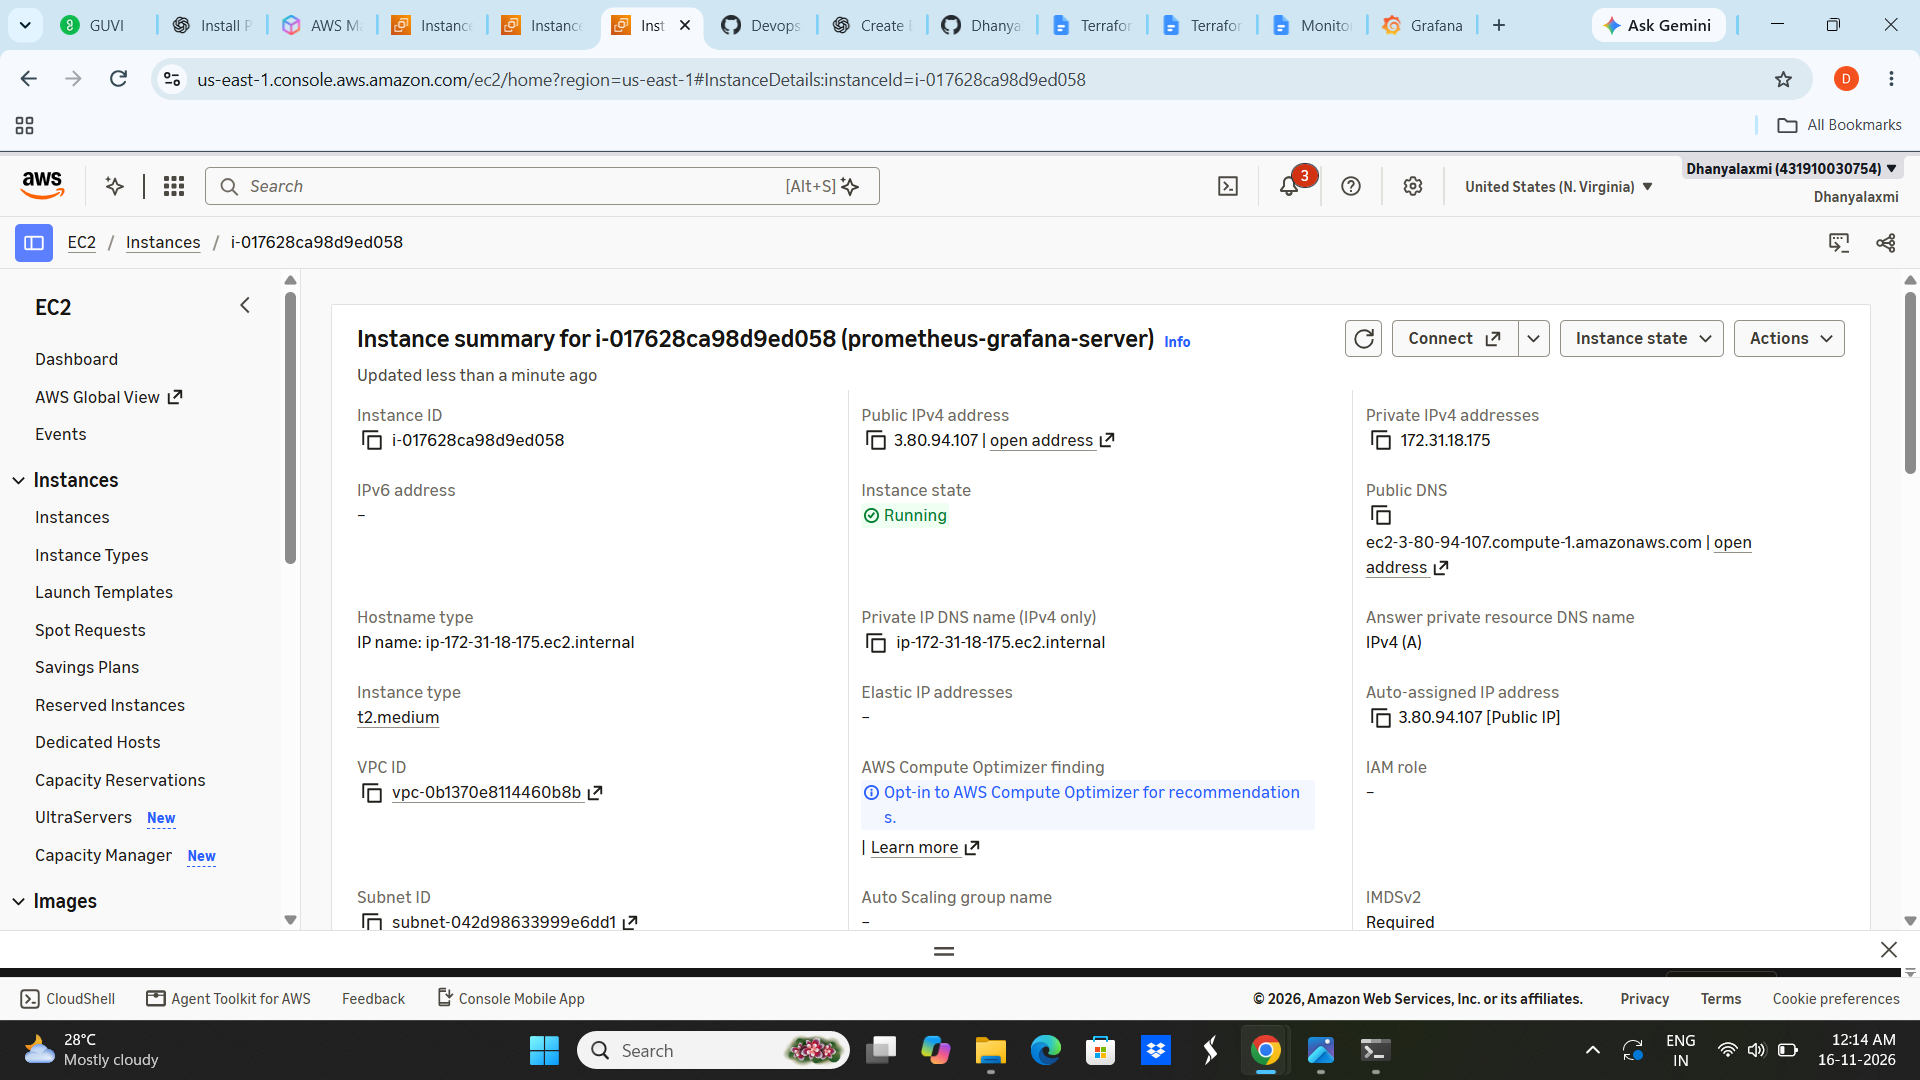 GUVI
Install P
AWS Ma
Instance
Instance
Inst
Devops
Create E
Dhanya
Terrafor
Terrafor
Monitor
Grafana
Ask Gemini
us-east-1.console.aws.amazon.com/ec2/home?region=us-east-1#InstanceDetails:instanceId=i-017628ca98d9ed058
D
All Bookmarks
aws
Search
[Alt+S]
3
United States (N. Virginia)
Dhanyalaxmi (431910030754)
Dhanyalaxmi
EC2 / Instances / i-017628ca98d9ed058
EC2
Dashboard
AWS Global View
Events
Instances
Instances
Instance Types
Launch Templates
Spot Requests
Savings Plans
Reserved Instances
Dedicated Hosts
Capacity Reservations
UltraServers New
Capacity Manager New
Images
Instance summary for i-017628ca98d9ed058 (prometheus-grafana-server) Info
Updated less than a minute ago
Connect
Instance state
Actions
Instance ID
i-017628ca98d9ed058
Public IPv4 address
3.80.94.107 | open address
Private IPv4 addresses
172.31.18.175
IPv6 address
–
Instance state
Running
Public DNS
ec2-3-80-94-107.compute-1.amazonaws.com | open
address
Hostname type
IP name: ip-172-31-18-175.ec2.internal
Private IP DNS name (IPv4 only)
ip-172-31-18-175.ec2.internal
Answer private resource DNS name
IPv4 (A)
Instance type
t2.medium
Elastic IP addresses
–
Auto-assigned IP address
3.80.94.107 [Public IP]
VPC ID
vpc-0b1370e8114460b8b
AWS Compute Optimizer finding
Opt-in to AWS Compute Optimizer for recommendation
s.
| Learn more
IAM role
–
Subnet ID
subnet-042d98633999e6dd1
Auto Scaling group name
–
IMDSv2
Required
CloudShell
Agent Toolkit for AWS
Feedback
Console Mobile App
© 2026, Amazon Web Services, Inc. or its affiliates.
Privacy
Terms
Cookie preferences
28°C
Mostly cloudy
Search
ENG
IN
12:14 AM
16-11-2026